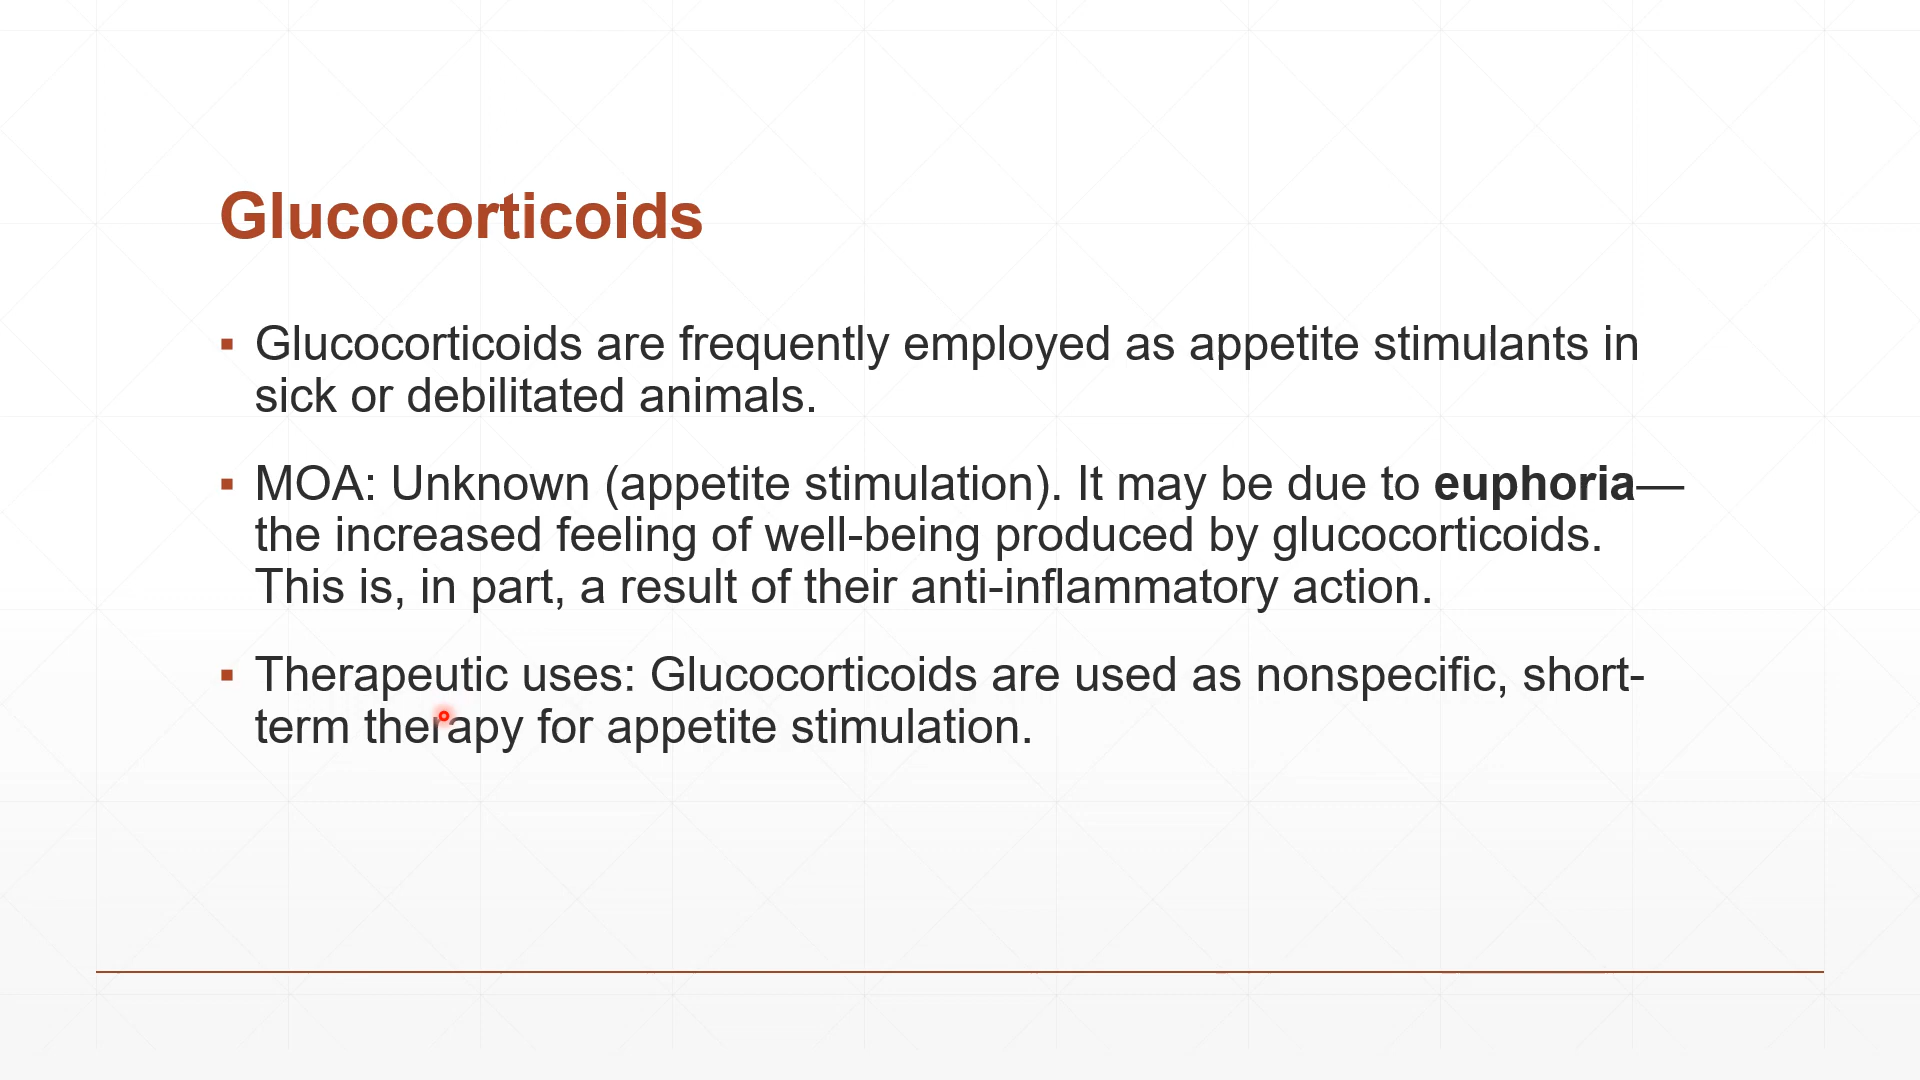 Glucocorticoids
▪ Glucocorticoids are frequently employed as appetite stimulants in
sick or debilitated animals.
▪ MOA: Unknown (appetite stimulation). It may be due to euphoria—
the increased feeling of well-being produced by glucocorticoids.
This is, in part, a result of their anti-inflammatory action.
▪ Therapeutic uses: Glucocorticoids are used as nonspecific, short-
term therapy for appetite stimulation.